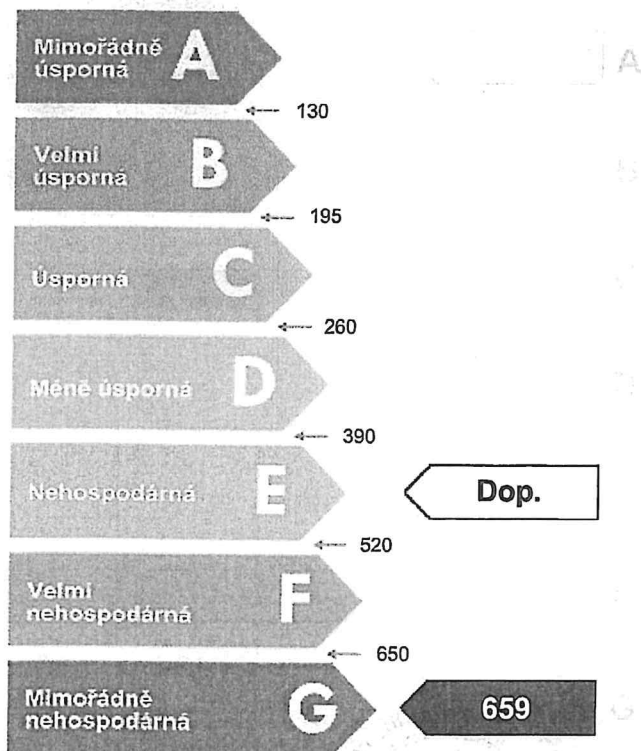 Mimořádně
úsporná A
130
Velmi
úsporná B
195
Úsporná C
260
Méně úsporná D
390
Nehospodárná E Dop.
520
Velmi
nehospodárná F
650
Mimořádně
nehospodárná G 659
A
G